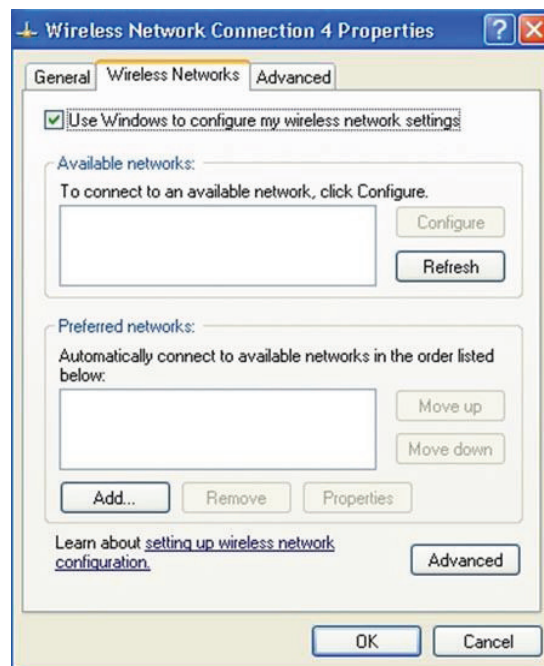 Wireless Network Connection 4 Properties
General Wireless Networks Advanced
Use Windows to configure my wireless network settings
Available networks:
To connect to an available network, click Configure.
Configure
Refresh
Preferred networks:
Automatically connect to available networks in the order listed
below:
Move up
Move down
Add... Remove Properties
Learn about setting up wireless network
configuration.
Advanced
OK Cancel